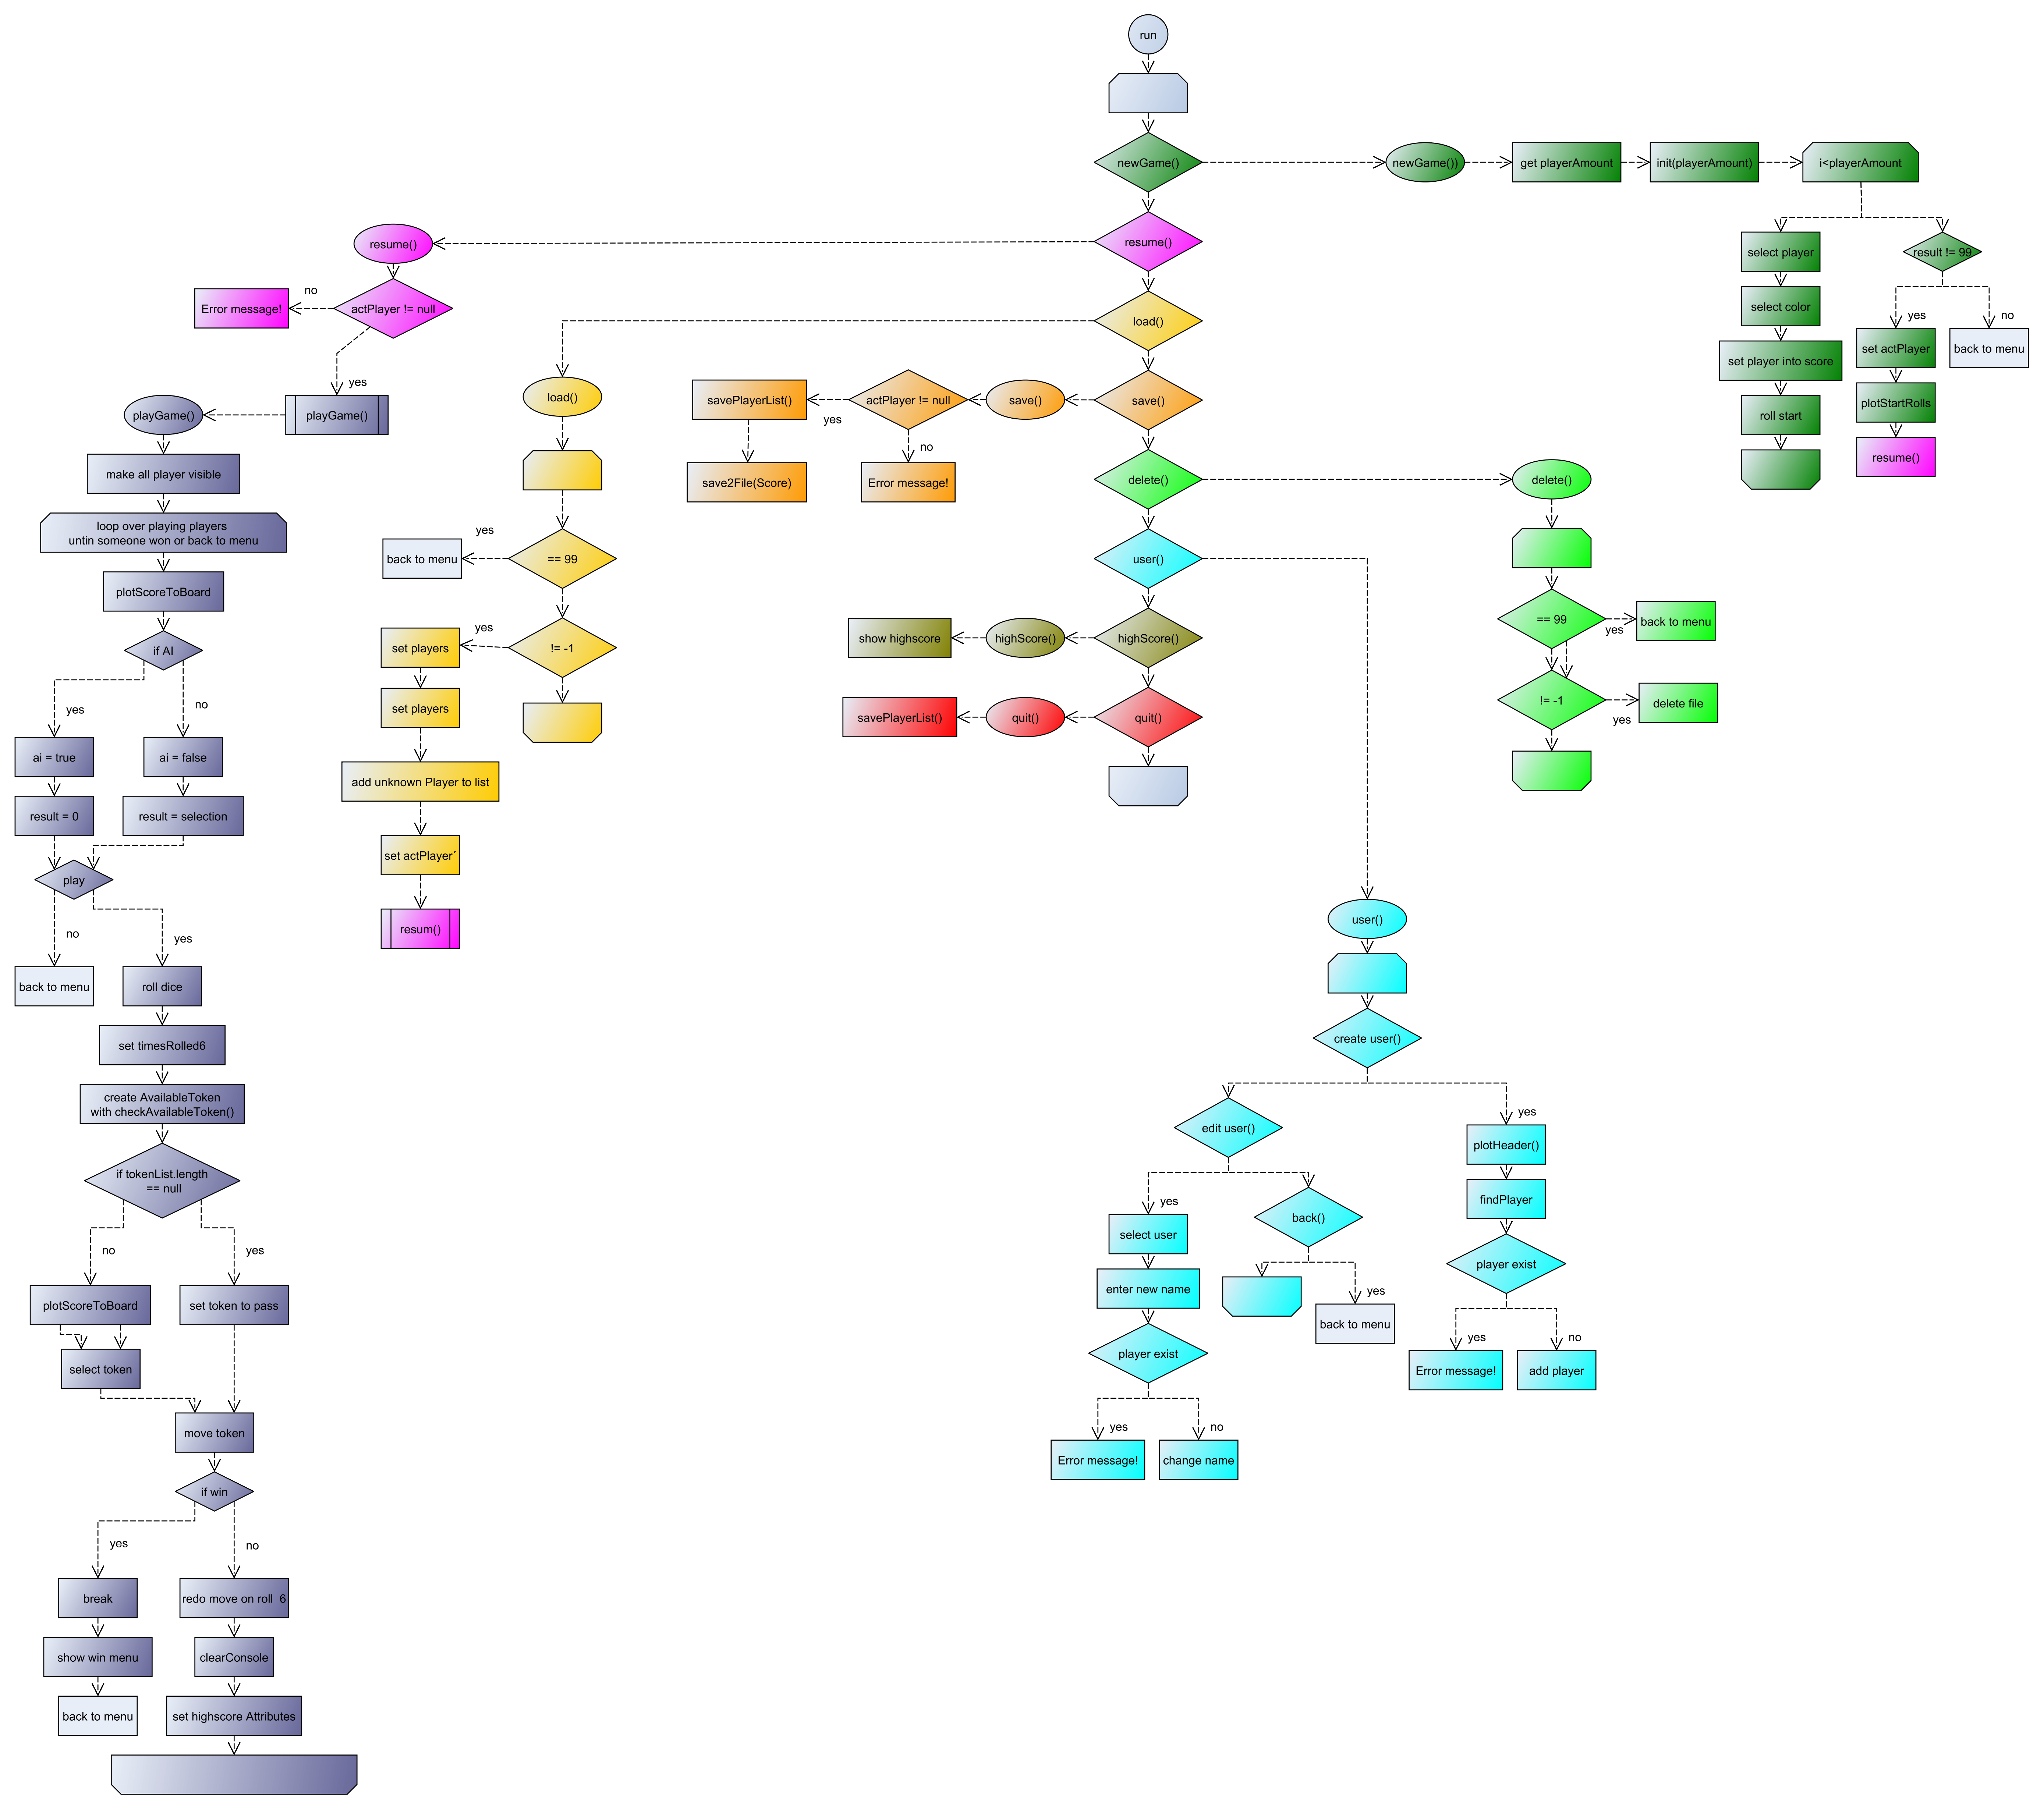 run
newGame()
newGame())
get playerAmount
init(playerAmount)
i<playerAmount
select player
select color
set player into score
roll start
result != 99
yes
no
set actPlayer
back to menu
plotStartRolls
resume()
resume()
resume()
actPlayer != null
no
Error message!
yes
playGame()
playGame()
make all player visible
loop over playing players
untin someone won or back to menu
plotScoreToBoard
if AI
yes
no
ai = true
ai = false
result = 0
result = selection
play
no
yes
back to menu
roll dice
set timesRolled6
create AvailableToken
with checkAvailableToken()
if tokenList.length
== null
no
yes
plotScoreToBoard
set token to pass
select token
move token
if win
yes
no
break
redo move on roll  6
show win menu
clearConsole
back to menu
set highscore Attributes
load()
load()
== 99
yes
back to menu
!= -1
yes
set players
set players
add unknown Player to list
set actPlayer´
resum()
save()
save()
actPlayer != null
yes
savePlayerList()
save2File(Score)
no
Error message!
delete()
delete()
== 99
yes
back to menu
!= -1
yes
delete file
user()
user()
create user()
edit user()
yes
select user
enter new name
player exist
yes
no
Error message!
change name
back()
yes
back to menu
yes
plotHeader()
findPlayer
player exist
yes
no
Error message!
add player
highScore()
highScore()
show highscore
quit()
quit()
savePlayerList()